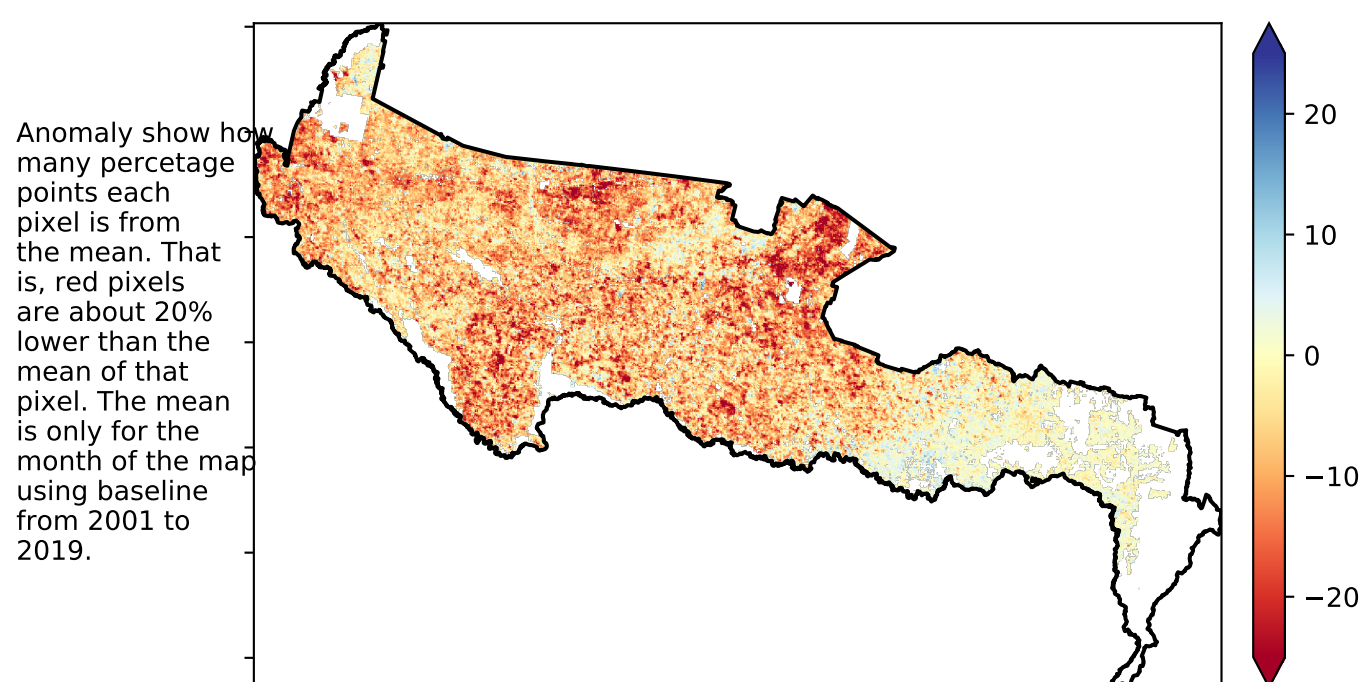 Anomaly show how
many percetage
points each
pixel is from
the mean. That
is, red pixels
are about 20%
lower than the
mean of that
pixel. The mean
is only for the
month of the map
using baseline
from 2001 to
2019.
20
10
0
−10
−20